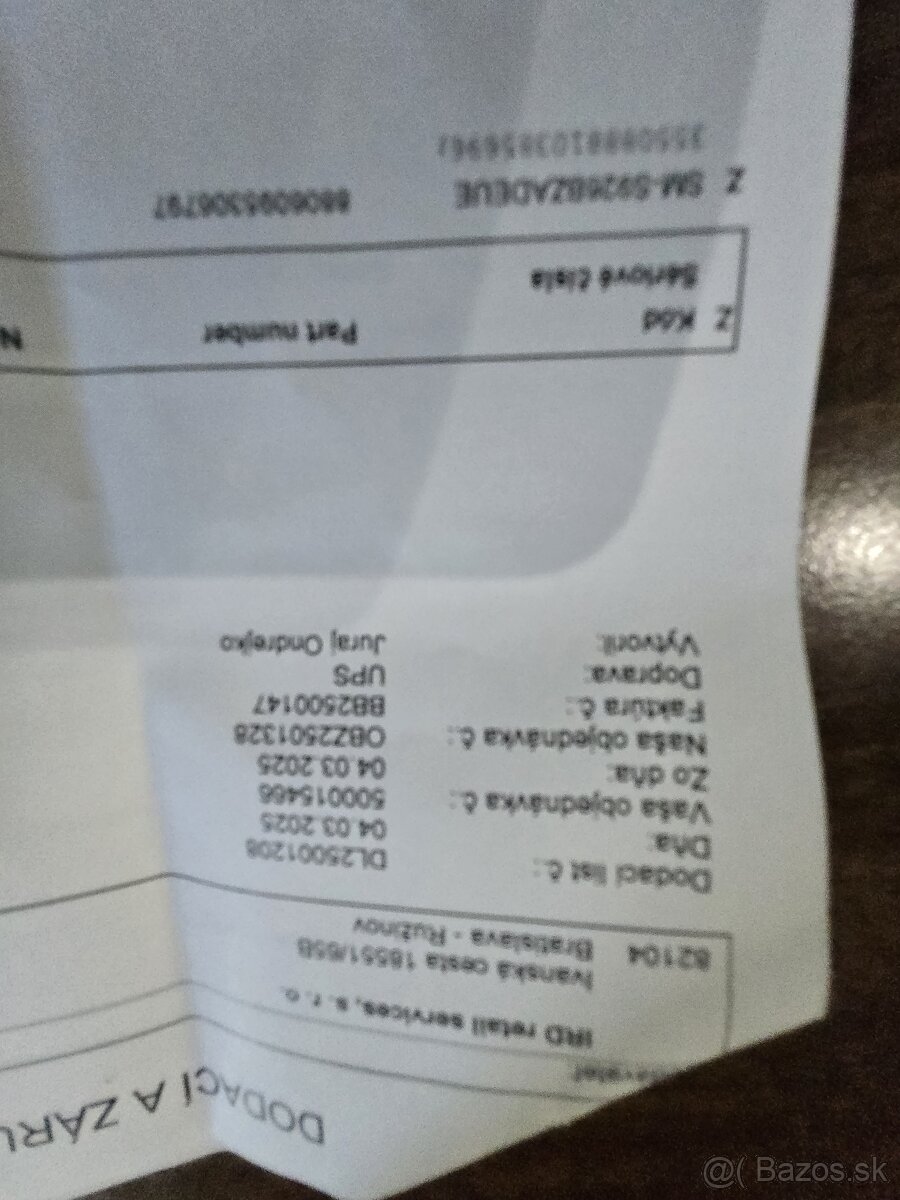 DODACÍ A ZÁRU
IRD retail services, s. r. o.
Ivanská cesta 18551/65B
82104 Bratislava - Ružinov
Dodací list č.: DL25001208
Dňa: 04.03.2025
Vaša objednávka č.: 500015466
Zo dňa: 04.03.2025
Naša objednávka č.: OBZ2501328
Faktúra č.: BB2500147
Doprava: UPS
Vytvoril: Juraj Ondrejko
Z Kód Part number N
Sériové čísla
Z SM-S926BZADEUE 8806095306797
@( Bazos.sk